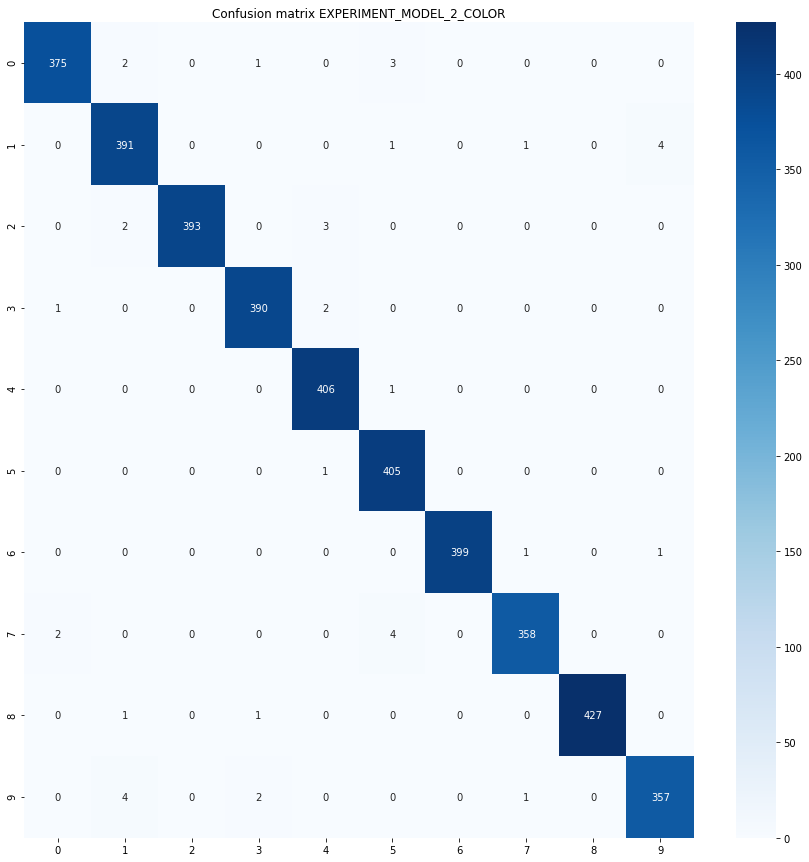 Confusion matrix EXPERIMENT_MODEL_2_COLOR
0 375 2 0 1 0 3 0 0 0 0
1 0 391 0 0 0 1 0 1 0 4
2 0 2 393 0 3 0 0 0 0 0
3 1 0 0 390 2 0 0 0 0 0
4 0 0 0 0 406 1 0 0 0 0
5 0 0 0 0 1 405 0 0 0 0
6 0 0 0 0 0 0 399 1 0 1
7 2 0 0 0 0 4 0 358 0 0
8 0 1 0 1 0 0 0 0 427 0
9 0 4 0 2 0 0 0 1 0 357
0 1 2 3 4 5 6 7 8 9
400
350
300
250
200
150
100
50
0